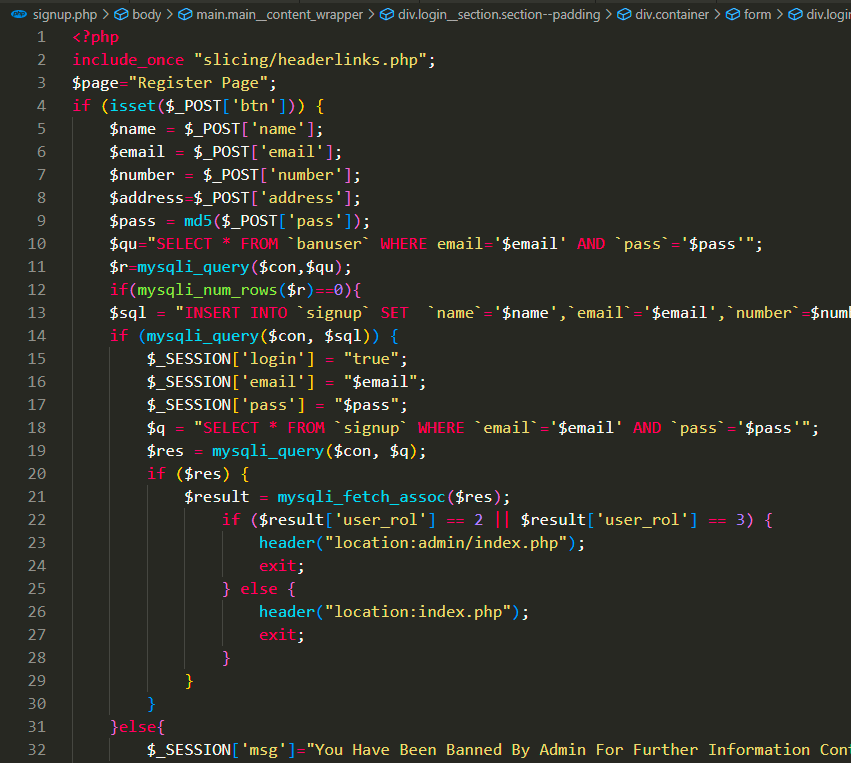 signup.php > body > main.main__content_wrapper > div.login__section.section--padding > div.container > form > div.login
1 <?php
2 include_once "slicing/headerlinks.php";
3 $page="Register Page";
4 if (isset($_POST['btn'])) {
5 $name = $_POST['name'];
6 $email = $_POST['email'];
7 $number = $_POST['number'];
8 $address=$_POST['address'];
9 $pass = md5($_POST['pass']);
10 $qu="SELECT * FROM `banuser` WHERE email='$email' AND `pass`='$pass'";
11 $r=mysqli_query($con,$qu);
12 if(mysqli_num_rows($r)==0){
13 $sql = "INSERT INTO `signup` SET  `name`='$name',`email`='$email',`number`=$num
14 if (mysqli_query($con, $sql)) {
15 $_SESSION['login'] = "true";
16 $_SESSION['email'] = "$email";
17 $_SESSION['pass'] = "$pass";
18 $q = "SELECT * FROM `signup` WHERE `email`='$email' AND `pass`='$pass'";
19 $res = mysqli_query($con, $q);
20 if ($res) {
21 $result = mysqli_fetch_assoc($res);
22 if ($result['user_rol'] == 2 || $result['user_rol'] == 3) {
23 header("location:admin/index.php");
24 exit;
25 } else {
26 header("location:index.php");
27 exit;
28 }
29 }
30 }
31 }else{
32 $_SESSION['msg']="You Have Been Banned By Admin For Further Information Con